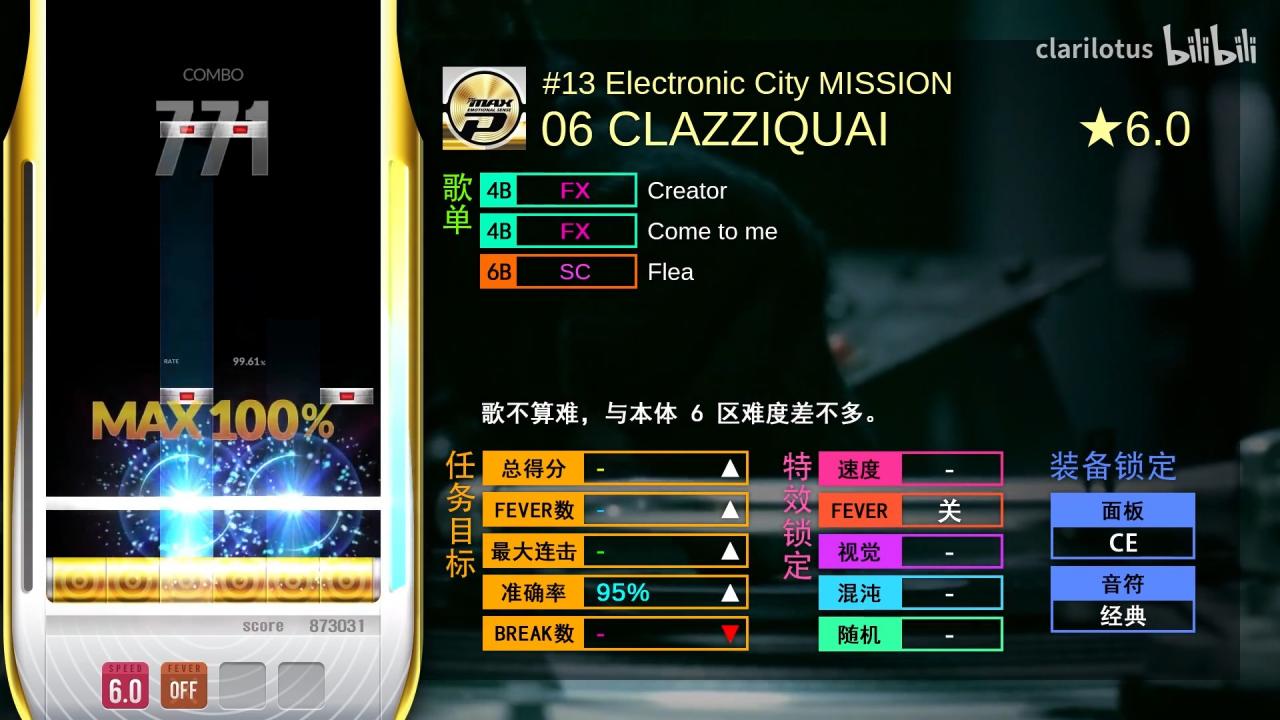 COMBO
771
RATE 99.61%
MAX 100%
score 873031
SPEED
6.0
FEVER
OFF
clarilotus bilibili
MAX
EMOTIONAL SENSE
#13 Electronic City MISSION
06 CLAZZIQUAI
★6.0
歌单
4B FX Creator
4B FX Come to me
6B SC Flea
歌不算难，与本体 6 区难度差不多。
任务目标
总得分 - ▲
FEVER数 - ▲
最大连击 - ▲
准确率 95% ▲
BREAK数 - ▼
特效锁定
速度 -
FEVER 关
视觉 -
混沌 -
随机 -
装备锁定
面板
CE
音符
经典